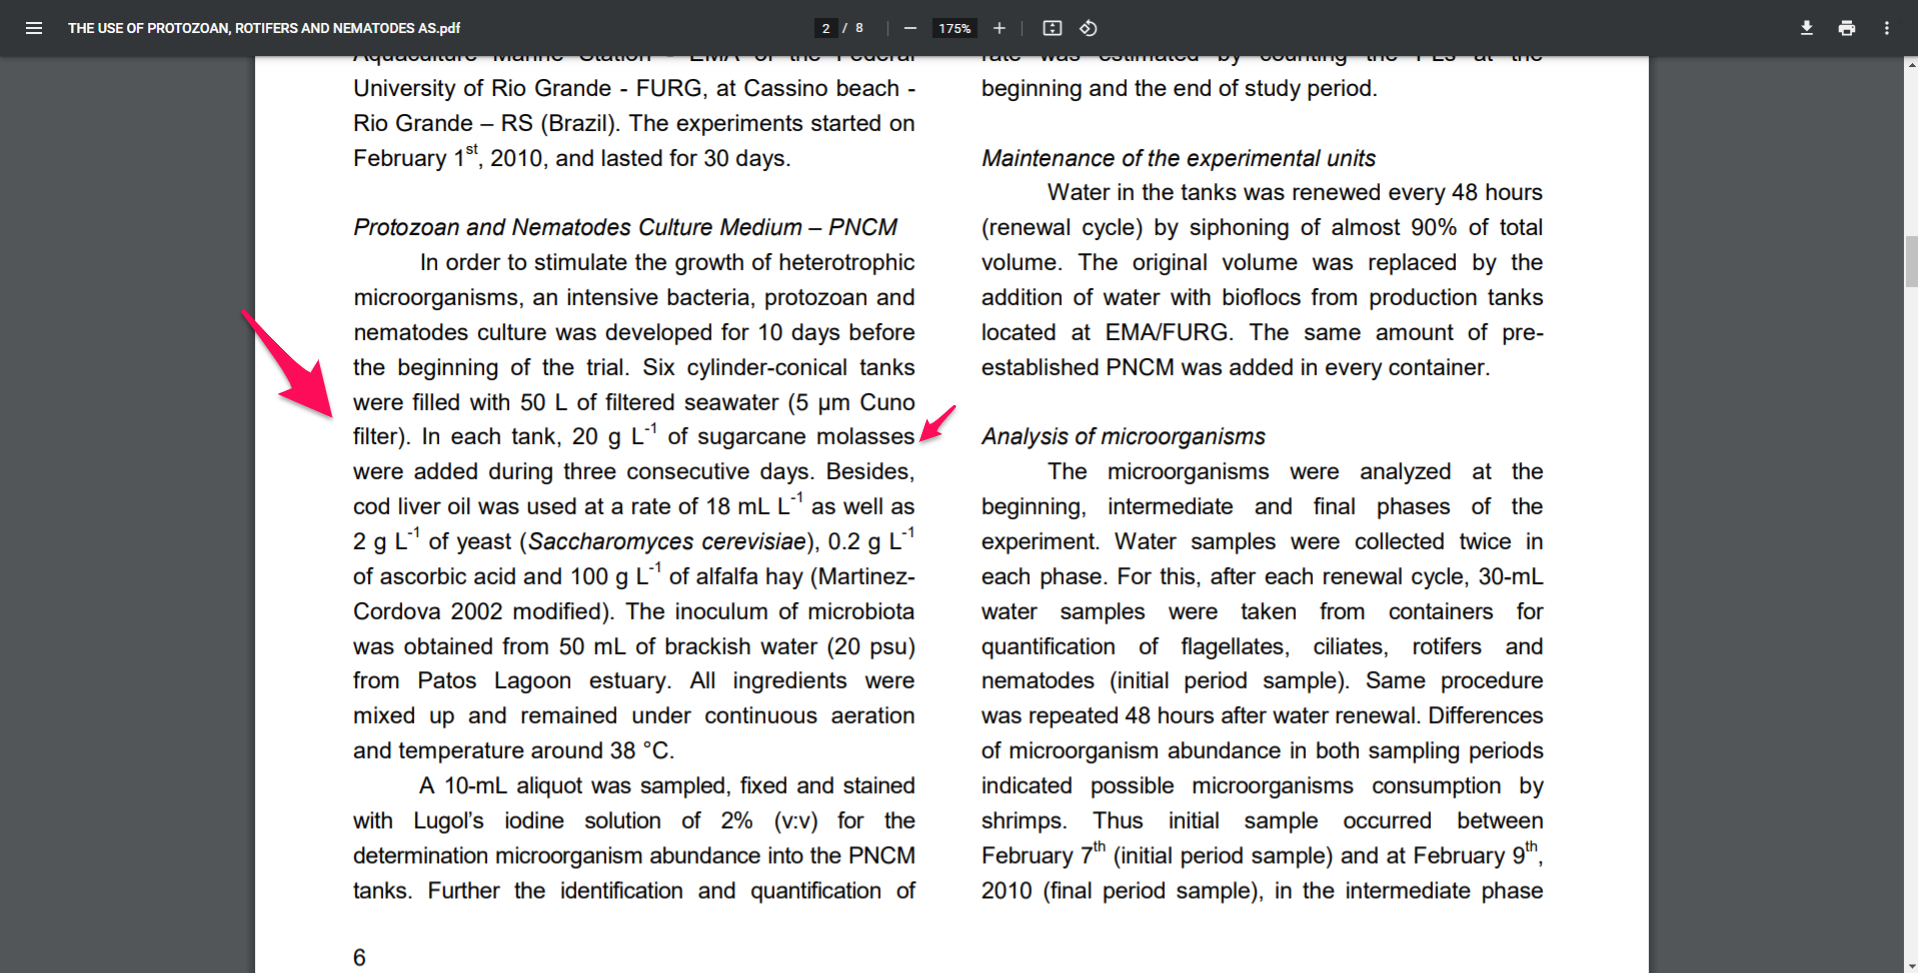 THE USE OF PROTOZOAN, ROTIFERS AND NEMATODES AS.pdf
2 / 8
175%
Aquaculture Marine Station - EMA of the Federal
University of Rio Grande - FURG, at Cassino beach -
Rio Grande – RS (Brazil). The experiments started on
February 1st, 2010, and lasted for 30 days.
Protozoan and Nematodes Culture Medium – PNCM
In order to stimulate the growth of heterotrophic
microorganisms, an intensive bacteria, protozoan and
nematodes culture was developed for 10 days before
the beginning of the trial. Six cylinder-conical tanks
were filled with 50 L of filtered seawater (5 µm Cuno
filter). In each tank, 20 g L-1 of sugarcane molasses
were added during three consecutive days. Besides,
cod liver oil was used at a rate of 18 mL L-1 as well as
2 g L-1 of yeast (Saccharomyces cerevisiae), 0.2 g L-1
of ascorbic acid and 100 g L-1 of alfalfa hay (Martinez-
Cordova 2002 modified). The inoculum of microbiota
was obtained from 50 mL of brackish water (20 psu)
from Patos Lagoon estuary. All ingredients were
mixed up and remained under continuous aeration
and temperature around 38 °C.
A 10-mL aliquot was sampled, fixed and stained
with Lugol's iodine solution of 2% (v:v) for the
determination microorganism abundance into the PNCM
tanks. Further the identification and quantification of
6
rate was estimated by counting the PLs at the
beginning and the end of study period.
Maintenance of the experimental units
Water in the tanks was renewed every 48 hours
(renewal cycle) by siphoning of almost 90% of total
volume. The original volume was replaced by the
addition of water with bioflocs from production tanks
located at EMA/FURG. The same amount of pre-
established PNCM was added in every container.
Analysis of microorganisms
The microorganisms were analyzed at the
beginning, intermediate and final phases of the
experiment. Water samples were collected twice in
each phase. For this, after each renewal cycle, 30-mL
water samples were taken from containers for
quantification of flagellates, ciliates, rotifers and
nematodes (initial period sample). Same procedure
was repeated 48 hours after water renewal. Differences
of microorganism abundance in both sampling periods
indicated possible microorganisms consumption by
shrimps. Thus initial sample occurred between
February 7th (initial period sample) and at February 9th,
2010 (final period sample), in the intermediate phase